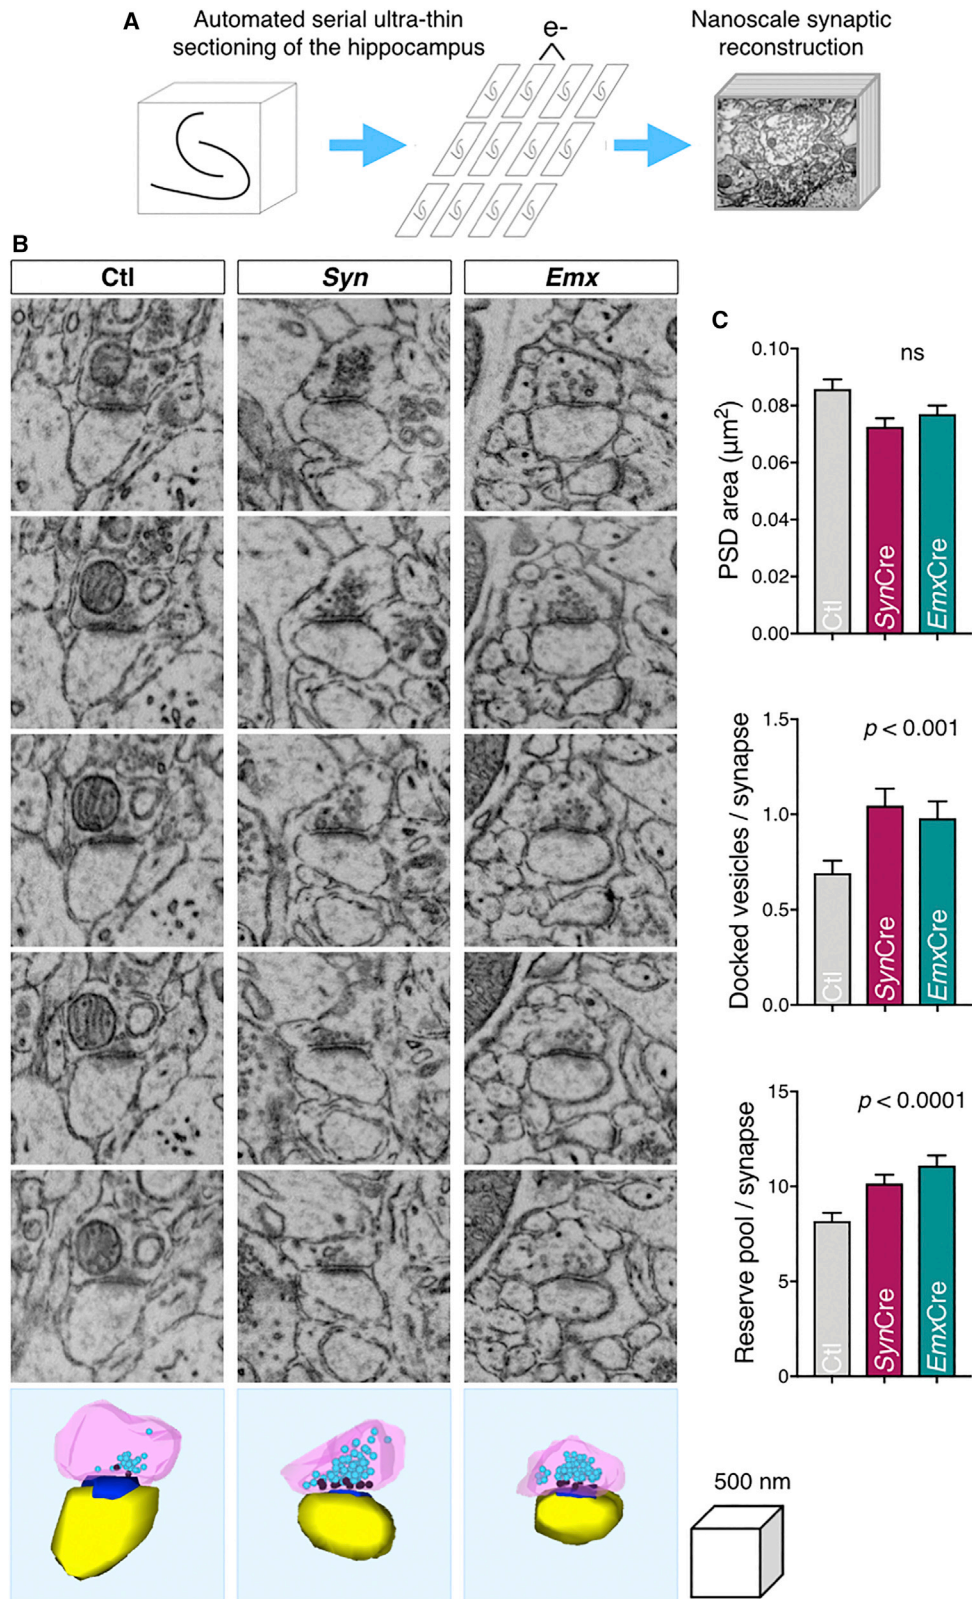 A
Automated serial ultra-thin
sectioning of the hippocampus
e-
Nanoscale synaptic
reconstruction
B
Ctl
Syn
Emx
C
0.10
0.08
0.06
0.04
0.02
0.00
PSD area (µm²)
ns
Ctl
SynCre
EmxCre
1.5
1.0
0.5
0.0
Docked vesicles / synapse
p < 0.001
Ctl
SynCre
EmxCre
15
10
5
0
Reserve pool / synapse
p < 0.0001
Ctl
SynCre
EmxCre
500 nm